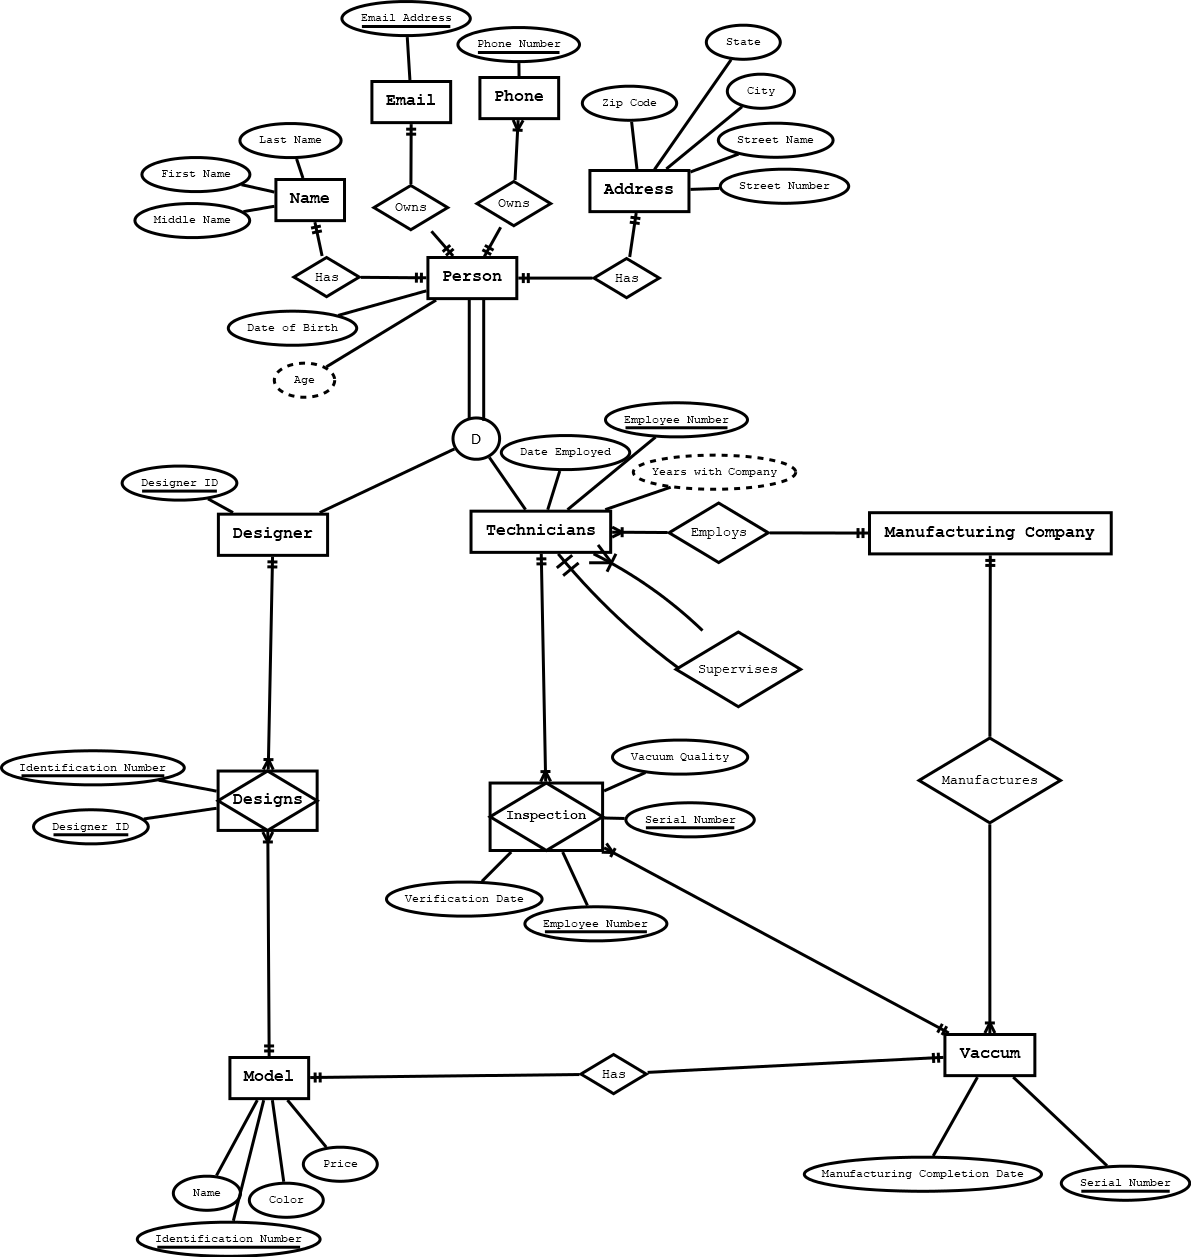 Email Address
Phone Number
State
Email
Phone
City
Zip Code
Last Name
Street Name
First Name
Name
Address
Street Number
Middle Name
Owns
Owns
Has
Person
Has
Date of Birth
Age
Employee Number
D
Date Employed
Years with Company
Designer ID
Designer
Technicians
Employs
Manufacturing Company
Supervises
Vacuum Quality
Identification Number
Manufactures
Designs
Inspection
Serial Number
Designer ID
Verification Date
Employee Number
Vaccum
Model
Has
Price
Manufacturing Completion Date
Serial Number
Name
Color
Identification Number